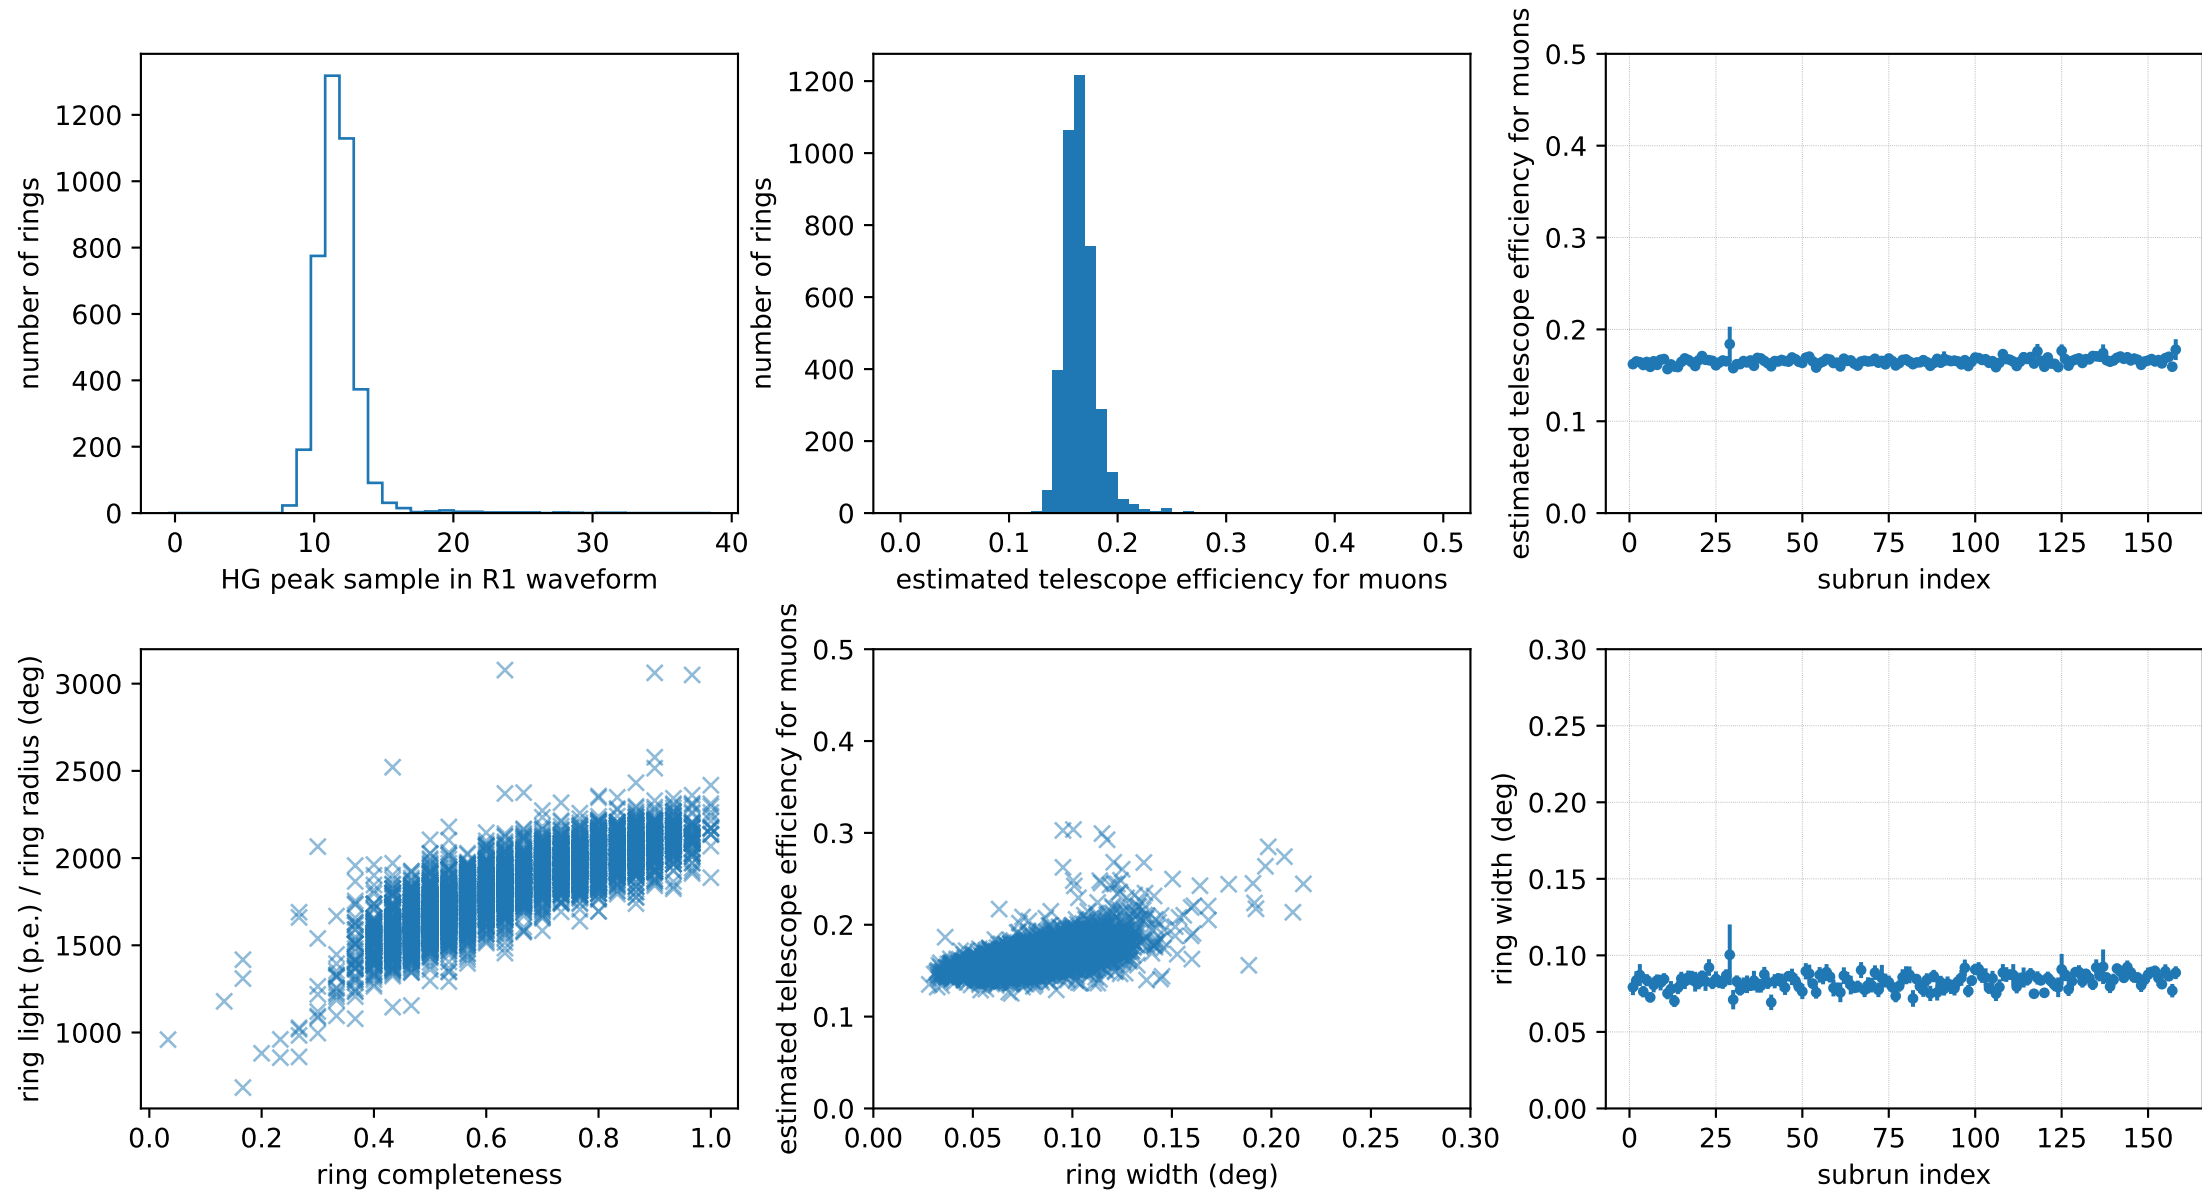 number of rings
1200
1000
800
600
400
200
0
0 10 20 30 40
HG peak sample in R1 waveform
number of rings
1200
1000
800
600
400
200
0
0.0 0.1 0.2 0.3 0.4 0.5
estimated telescope efficiency for muons
estimated telescope efficiency for muons
0.5
0.4
0.3
0.2
0.1
0.0
0 25 50 75 100 125 150
subrun index
ring light (p.e.) / ring radius (deg)
3000
2500
2000
1500
1000
0.0 0.2 0.4 0.6 0.8 1.0
ring completeness
estimated telescope efficiency for muons
0.5
0.4
0.3
0.2
0.1
0.0
0.00 0.05 0.10 0.15 0.20 0.25 0.30
ring width (deg)
ring width (deg)
0.30
0.25
0.20
0.15
0.10
0.05
0.00
0 25 50 75 100 125 150
subrun index